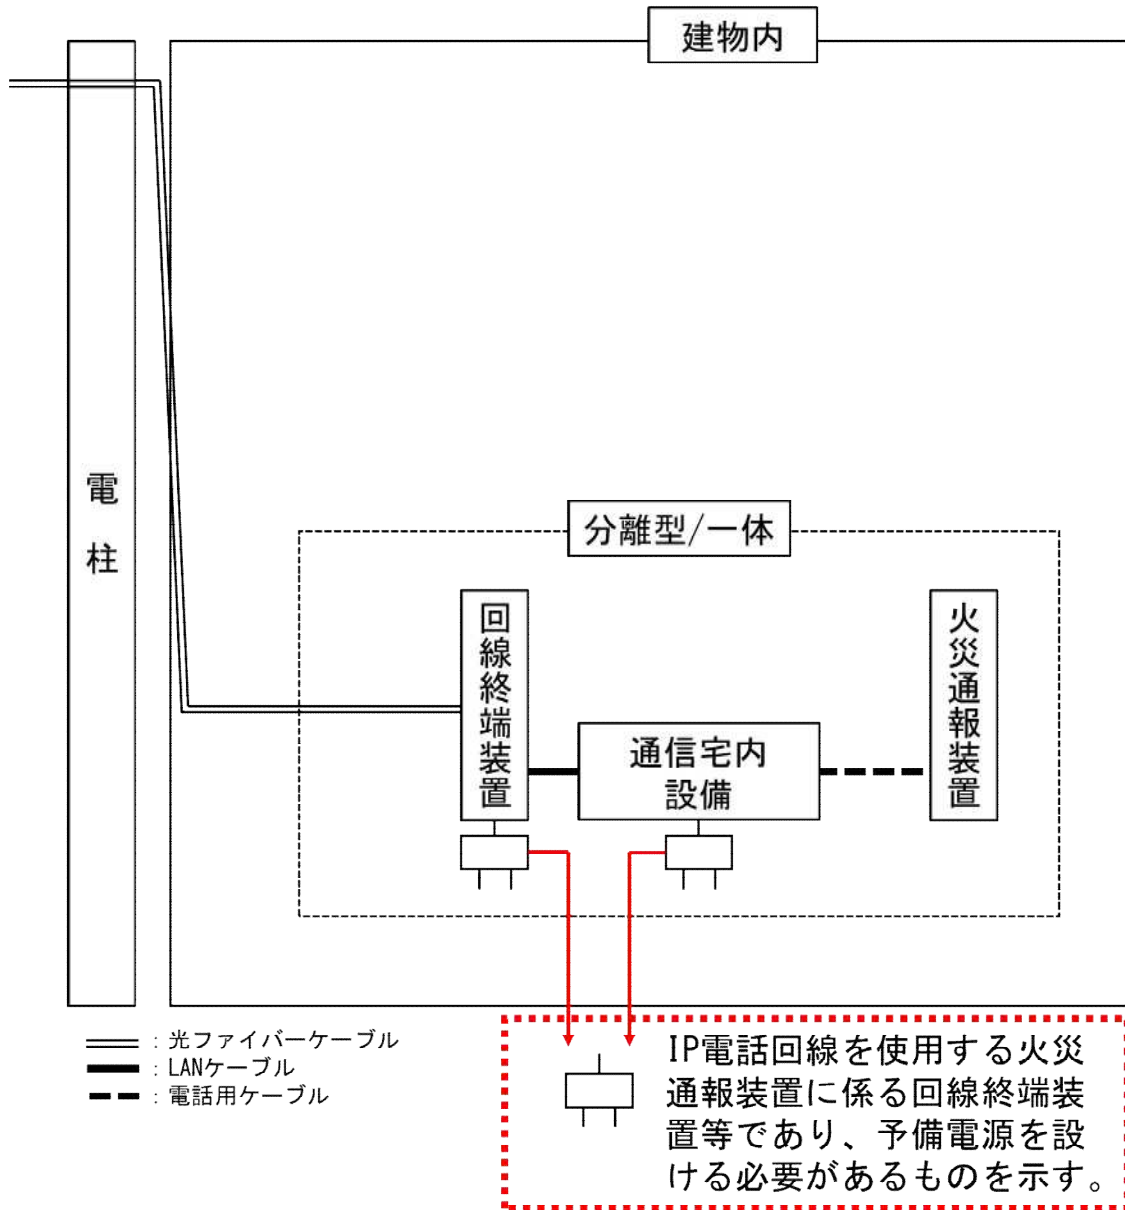 建物内
電柱
分離型/一体
回線終端装置
通信宅内
設備
火災通報装置
：光ファイバーケーブル
：LANケーブル
：電話用ケーブル
IP電話回線を使用する火災
通報装置に係る回線終端装
置等であり、予備電源を設
ける必要があるものを示す。